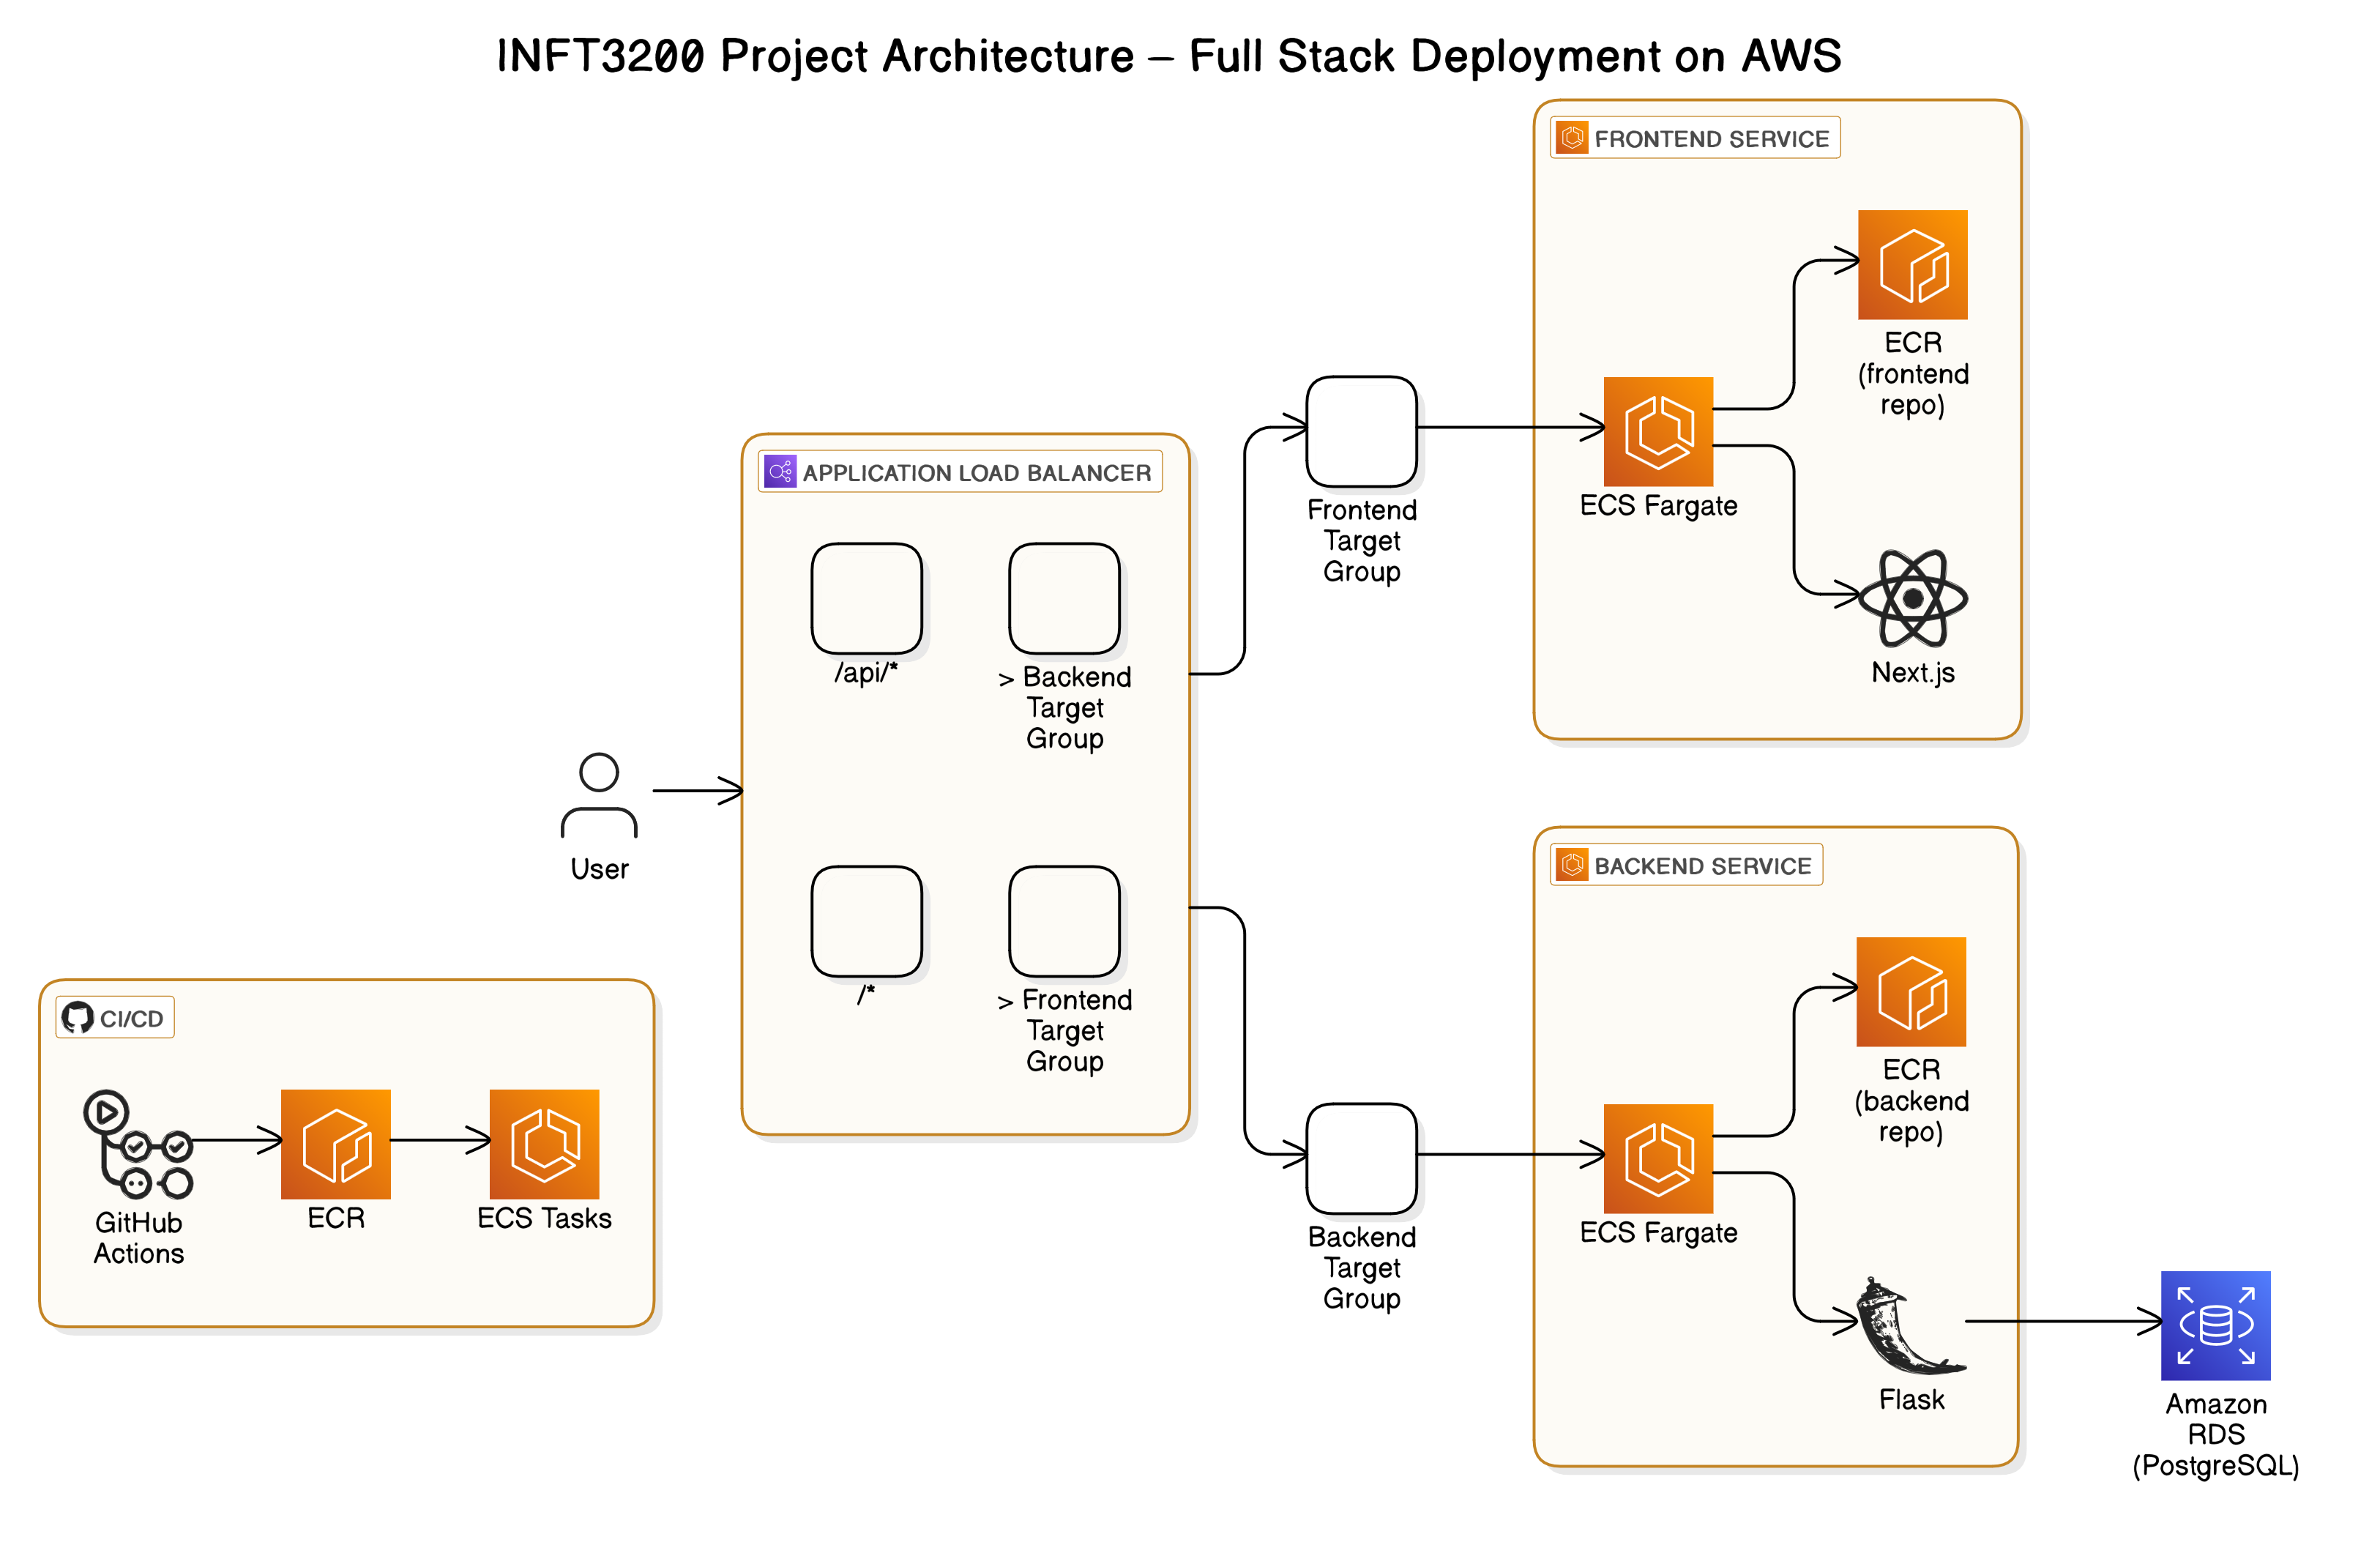 INFT3200 Project Architecture – Full Stack Deployment on AWS
FRONTEND SERVICE
ECR
(frontend
repo)
ECS Fargate
Next.js
Frontend
Target
Group
APPLICATION LOAD BALANCER
/api/*
> Backend
Target
Group
/*
> Frontend
Target
Group
User
CI/CD
GitHub
Actions
ECR
ECS Tasks
Backend
Target
Group
BACKEND SERVICE
ECR
(backend
repo)
ECS Fargate
Flask
Amazon
RDS
(PostgreSQL)